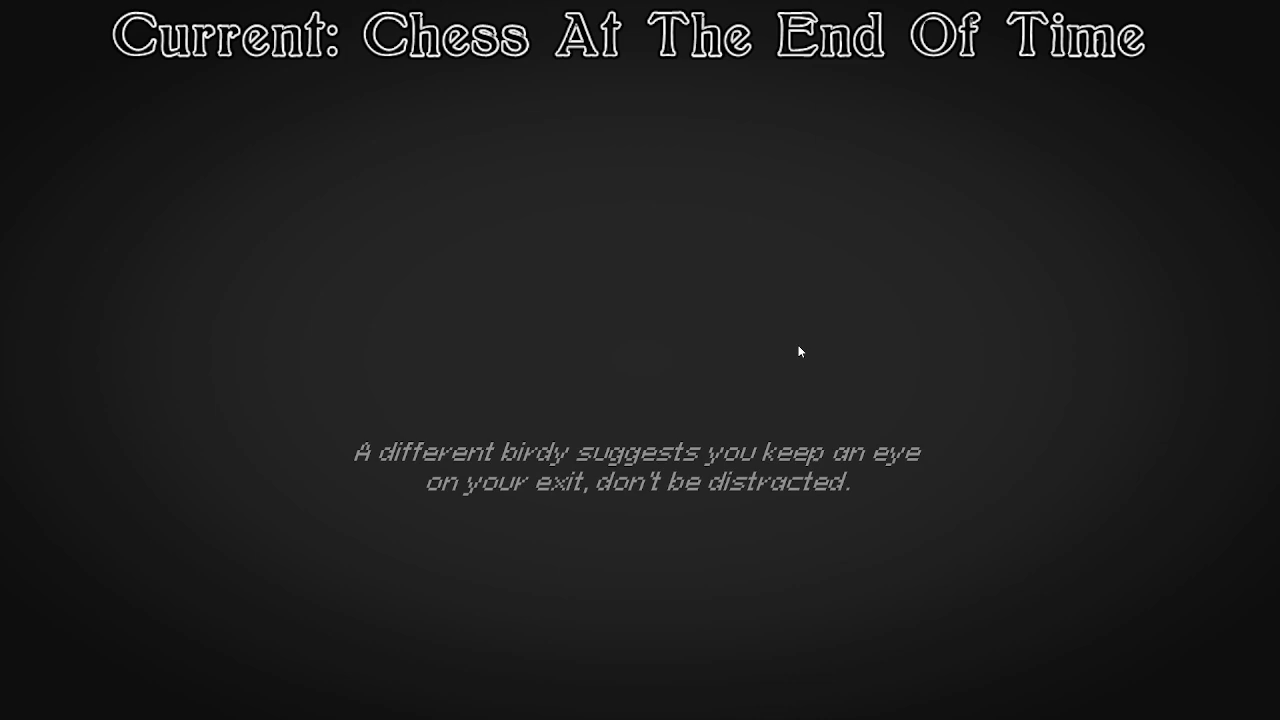 Current: Chess At The End Of Time
A different birdy suggests you keep an eye
on your exit, don't be distracted.